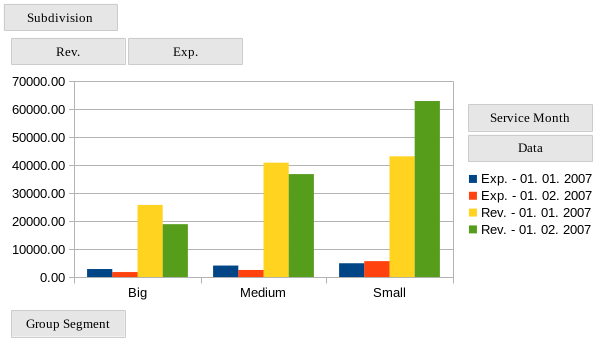 Subdivision
Rev. Exp.
70000.00
60000.00
50000.00
40000.00
30000.00
20000.00
10000.00
0.00
Big Medium Small
Service Month
Data
Exp. - 01. 01. 2007
Exp. - 01. 02. 2007
Rev. - 01. 01. 2007
Rev. - 01. 02. 2007
Group Segment